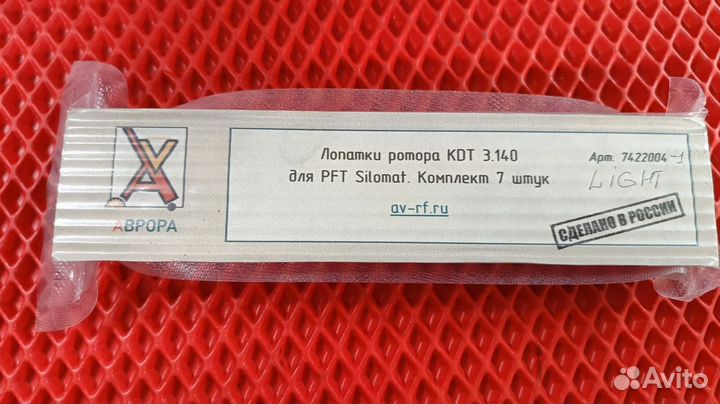 Лопатки ротора KDT 3.140
для PFT Silomat. Комплект 7 штук
av-rf.ru
Арт. 7422004-1
LIGHT
СДЕЛАНО В РОССИИ
АВРОРА
Avito